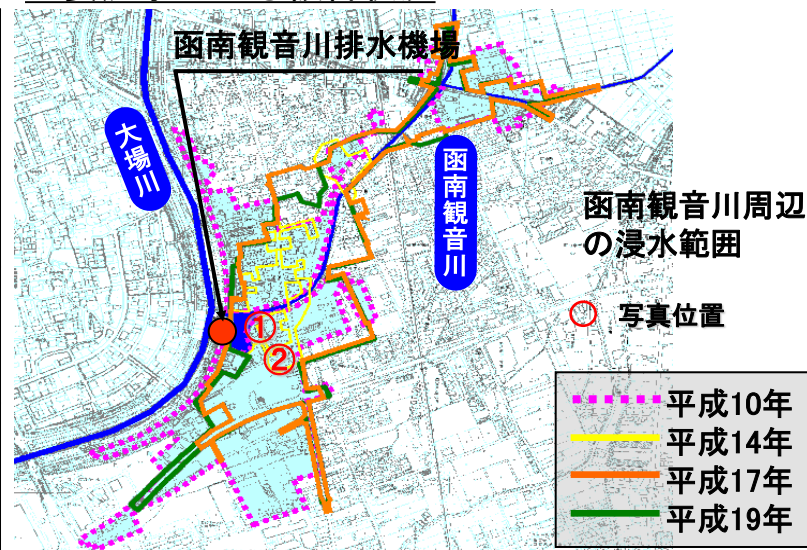 函南観音川排水機場
大場川
函南観音川
函南観音川周辺
の浸水範囲
①
②
写真位置
平成10年
平成14年
平成17年
平成19年